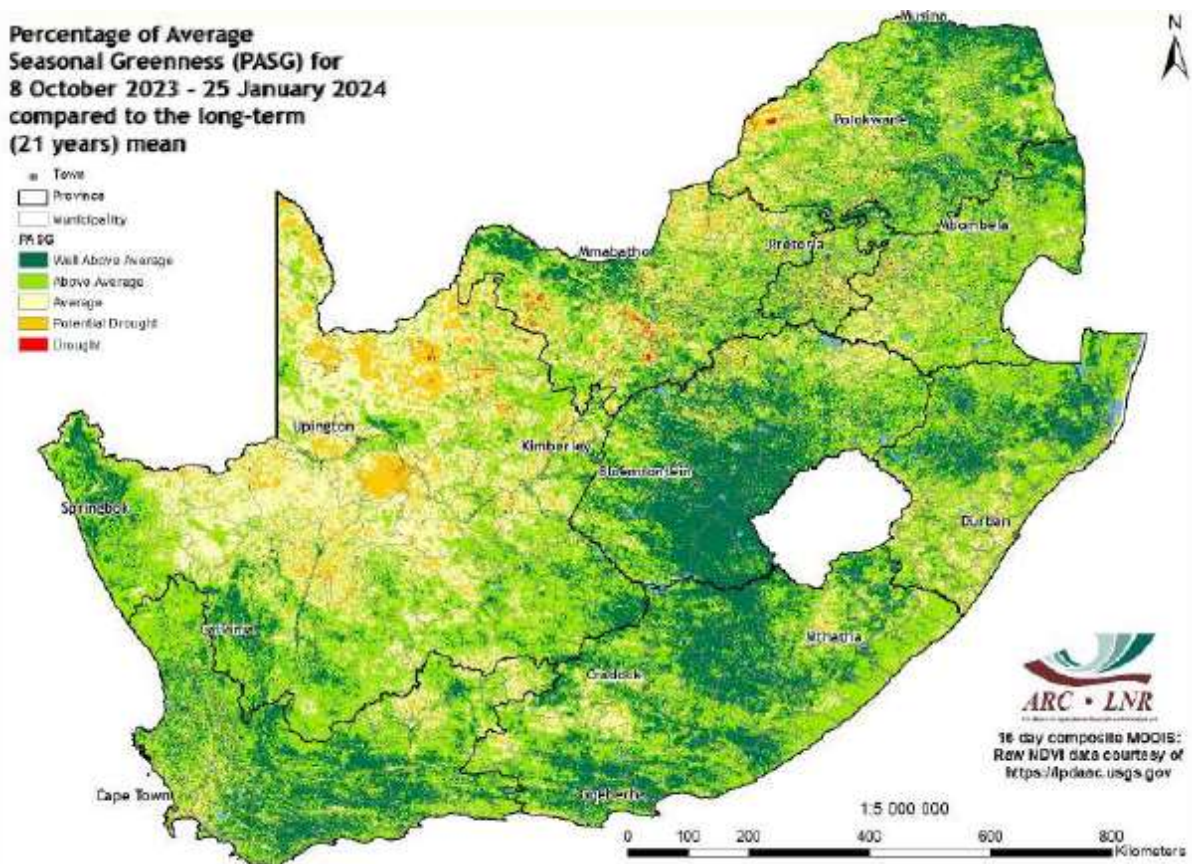 Percentage of Average
Seasonal Greenness (PASG) for
8 October 2023 - 25 January 2024
compared to the long-term
(21 years) mean
Town
Province
Municipality
PASG
Well Above Average
Above Average
Average
Potential Drought
Drought
N
Musina
Polokwane
Mbombela
Pretoria
Mmabatho
Upington
Kimberley
Bloemfontein
Springbok
Durban
Mthatha
Cradock
Cape Town
Gqeberha
ARC • LNR
16 day composite MODIS:
Raw NDVI data courtesy of
https://lpdaac.usgs.gov
1:5 000 000
0 100 200 400 600 800
Kilometers